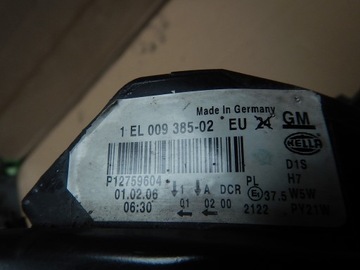 Made in Germany
1 EL 009 385-02 EU GM
HELLA
D1S
P12759604 PL H7
01.02.06 1 A DCR 37.5 W5W
06:30 01 02 00 2122 PY21W